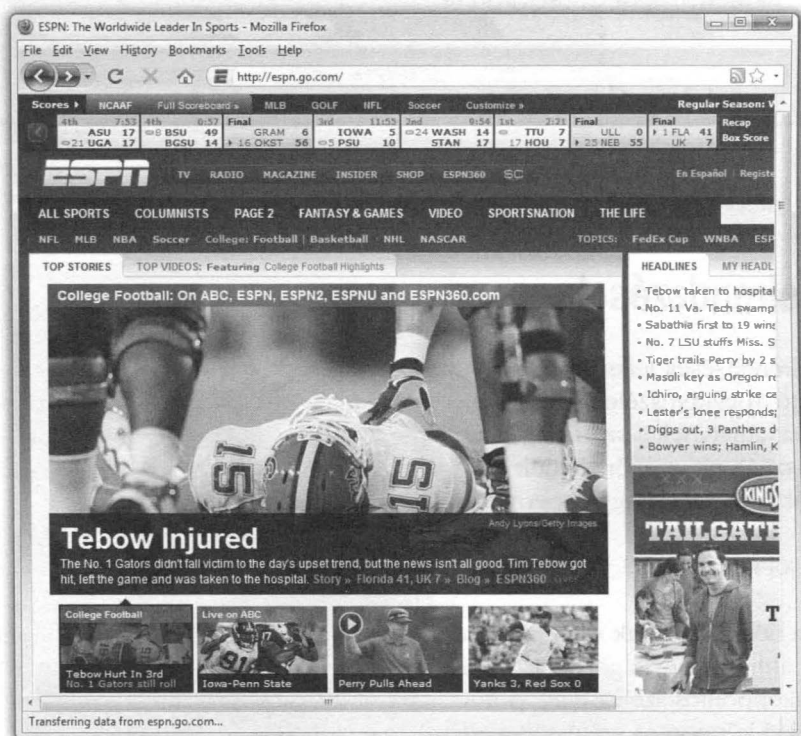 ESPN: The Worldwide Leader In Sports - Mozilla Firefox
File Edit View History Bookmarks Tools Help
http://espn.go.com/
Scores NCAAF Full Scoreboard » MLB GOLF NFL Soccer Customize » Regular Season: W
4th 7:53 4th 0:57 Final 3rd 11:55 2nd 9:54 1st 2:21 Final Final Recap
ASU 17 8 BSU 49 GRAM 6 IOWA 5 24 WASH 14 TTU 7 ULL 0 1 FLA 41
21 UGA 17 BGSU 14 16 OKST 56 5 PSU 10 STAN 17 17 HOU 7 25 NEB 55 UK 7 Box Score
ESPN TV RADIO MAGAZINE INSIDER SHOP ESPN360 SC En Español Registe
ALL SPORTS COLUMNISTS PAGE 2 FANTASY & GAMES VIDEO SPORTSNATION THE LIFE
NFL MLB NBA Soccer College: Football | Basketball NHL NASCAR TOPICS: FedEx Cup WNBA ESP
TOP STORIES TOP VIDEOS: Featuring College Football Highlights
College Football: On ABC, ESPN, ESPN2, ESPNU and ESPN360.com
15
15
Andy Lyons/Getty Images
Tebow Injured
The No. 1 Gators didn't fall victim to the day's upset trend, but the news isn't all good. Tim Tebow got
hit, left the game and was taken to the hospital. Story » Florida 41, UK 7 » Blog » ESPN360
College Football
Tebow Hurt In 3rd
No. 1 Gators still roll
Live on ABC
91
Iowa-Penn State
Perry Pulls Ahead
Yanks 3, Red Sox 0
HEADLINES MY HEADL
• Tebow taken to hospital
• No. 11 Va. Tech swamp
• Sabathia first to 19 wins
• No. 7 LSU stuffs Miss. S
• Tiger trails Perry by 2 s
• Masoli key as Oregon r
• Ichiro, arguing strike ca
• Lester's knee responds;
• Diggs out, 3 Panthers d
• Bowyer wins; Hamlin, K
KINGS
TAILGATE
T
Transferring data from espn.go.com...